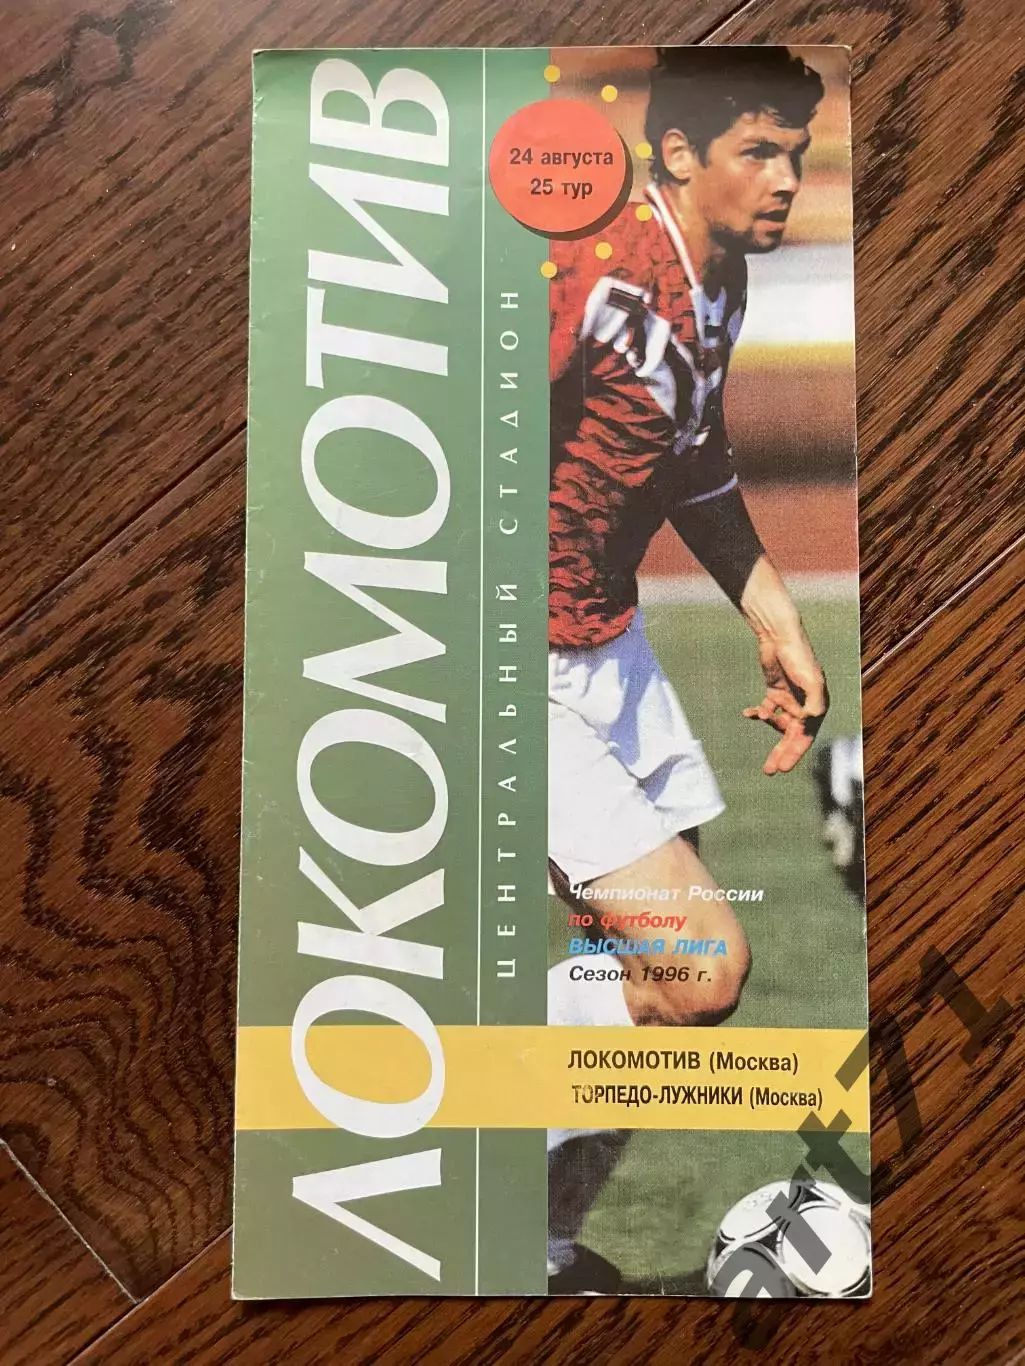 ЛОКОМОТИВ
ЦЕНТРАЛЬНЫЙ СТАДИОН
24 августа
25 тур
Чемпионат России
по футболу
ВЫСШАЯ ЛИГА
Сезон 1996 г.
ЛОКОМОТИВ (Москва)
ТОРПЕДО-ЛУЖНИКИ (Москва)
art71